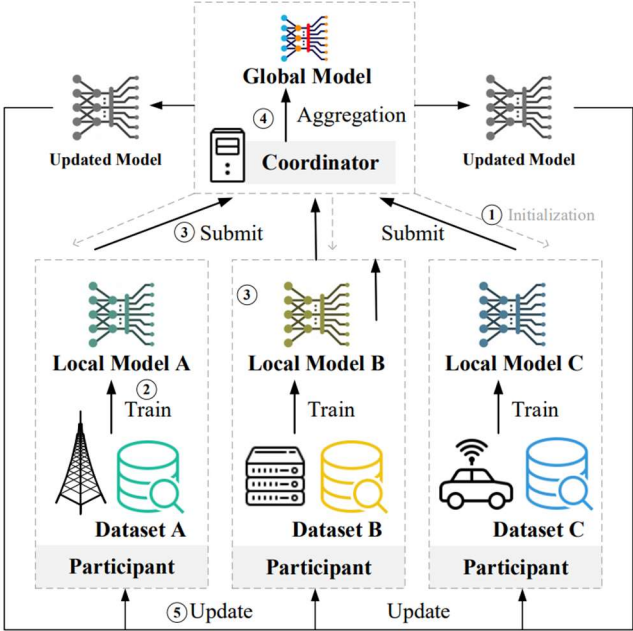 Global Model
④ Aggregation
Coordinator
Updated Model
Updated Model
① Initialization
③ Submit
Submit
③
Local Model A
Local Model B
Local Model C
②
Train
Train
Train
Dataset A
Dataset B
Dataset C
Participant
Participant
Participant
⑤ Update
Update